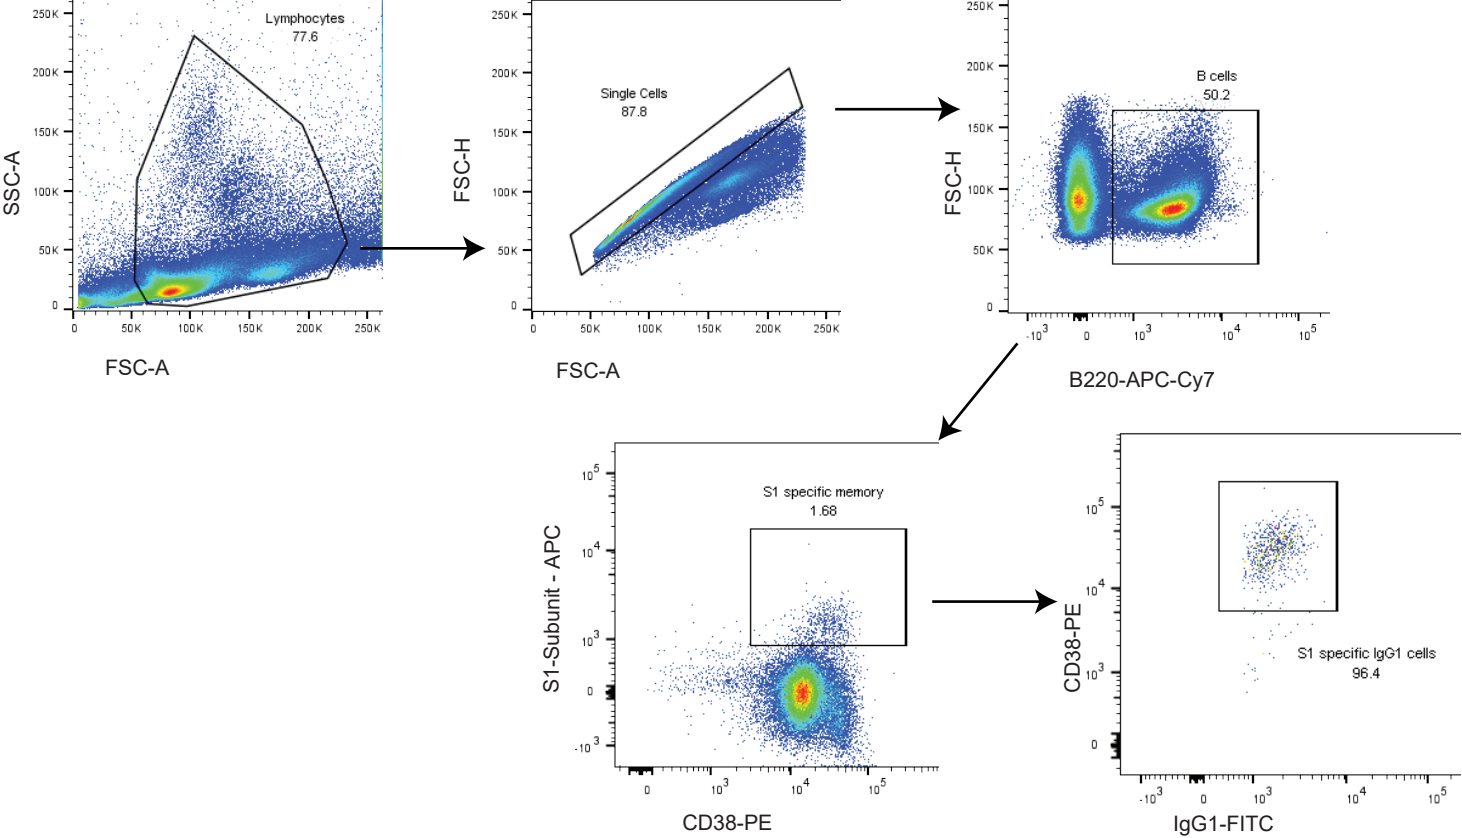 Lymphocytes
77.6
250K
200K
150K
100K
50K
0
SSC-A
0 50K 100K 150K 200K 250K
FSC-A
Single Cells
87.8
250K
200K
150K
100K
50K
0
FSC-H
0 50K 100K 150K 200K 250K
FSC-A
B cells
50.2
250K
200K
150K
100K
50K
0
FSC-H
-10³ 0 10³ 10⁴ 10⁵
B220-APC-Cy7
S1 specific memory
1.68
10⁵
10⁴
10³
0
-10³
S1-Subunit - APC
0 10³ 10⁴ 10⁵
CD38-PE
10⁵
10⁴
10³
0
CD38-PE
S1 specific IgG1 cells
96.4
-10³ 0 10³ 10⁴ 10⁵
IgG1-FITC